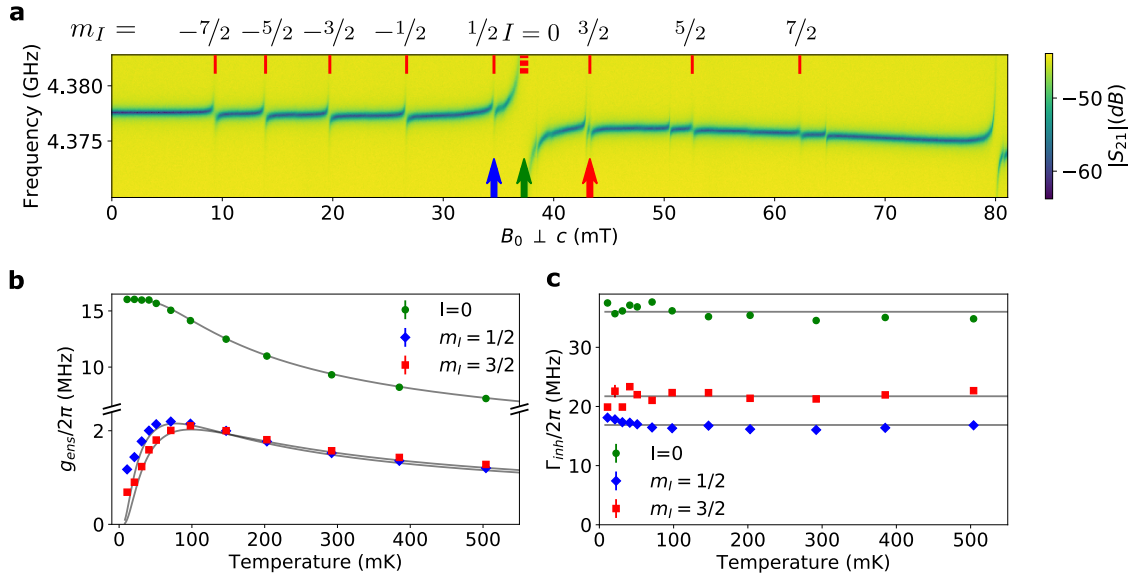 a
m_I = −7/2 −5/2 −3/2 −1/2 1/2 I = 0 3/2 5/2 7/2
Frequency (GHz)
4.380
4.375
0 10 20 30 40 50 60 70 80
B_0 ⊥ c (mT)
−50
−60
|S_21|(dB)
b
g_ens/2π (MHz)
15
10
2
0
I=0
m_I = 1/2
m_I = 3/2
0 100 200 300 400 500
Temperature (mK)
c
Γ_inh/2π (MHz)
30
20
10
0
I=0
m_I = 1/2
m_I = 3/2
0 100 200 300 400 500
Temperature (mK)